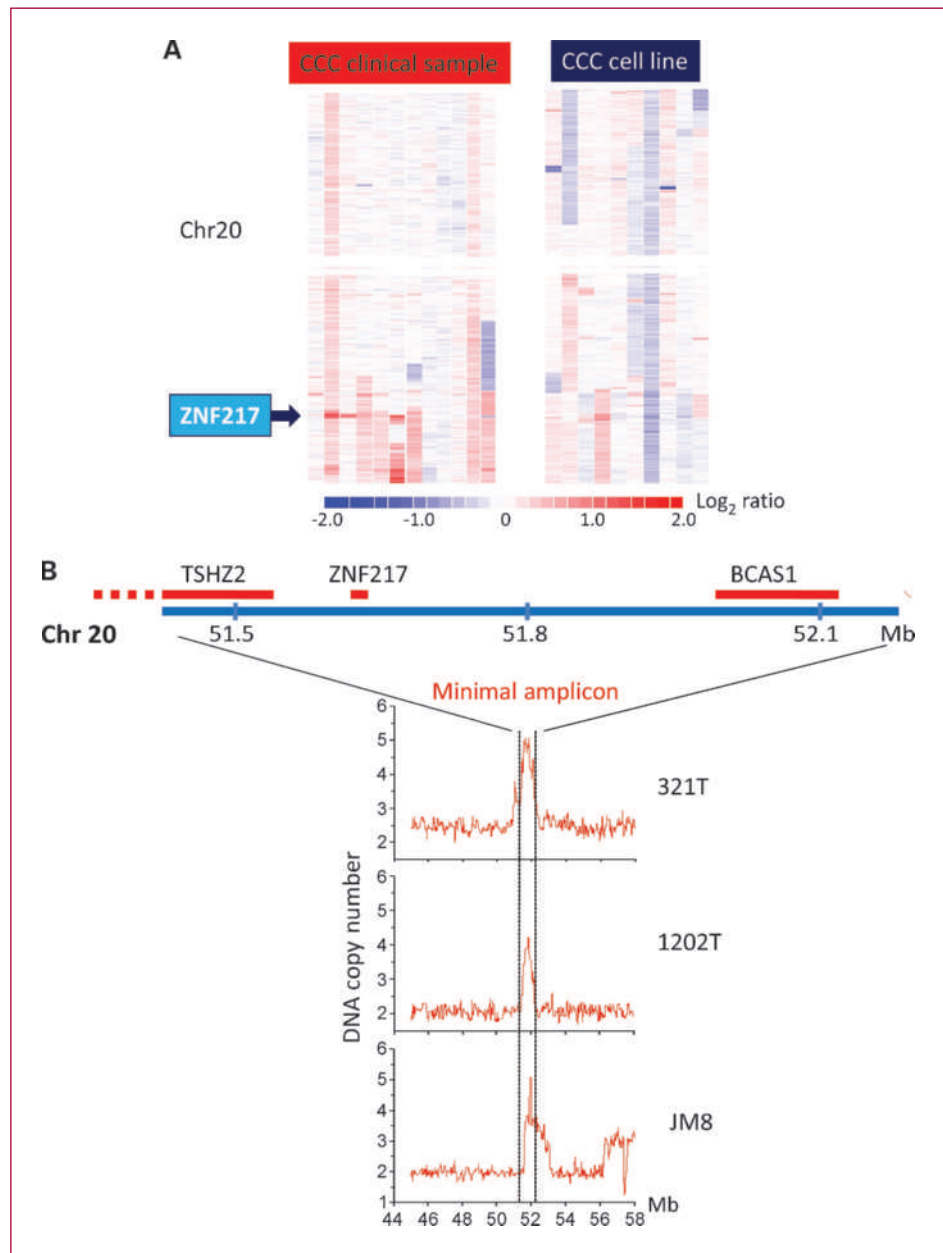 A
CCC clinical sample
CCC cell line
Chr20
ZNF217
Log2 ratio
-2.0 -1.0 0 1.0 2.0
B
TSHZ2 ZNF217 BCAS1
Chr 20 51.5 51.8 52.1 Mb
Minimal amplicon
6
5
4
3
2
321T
6
5
4
3
2
1202T
DNA copy number
6
5
4
3
2
1
JM8
Mb
44 46 48 50 52 54 56 58